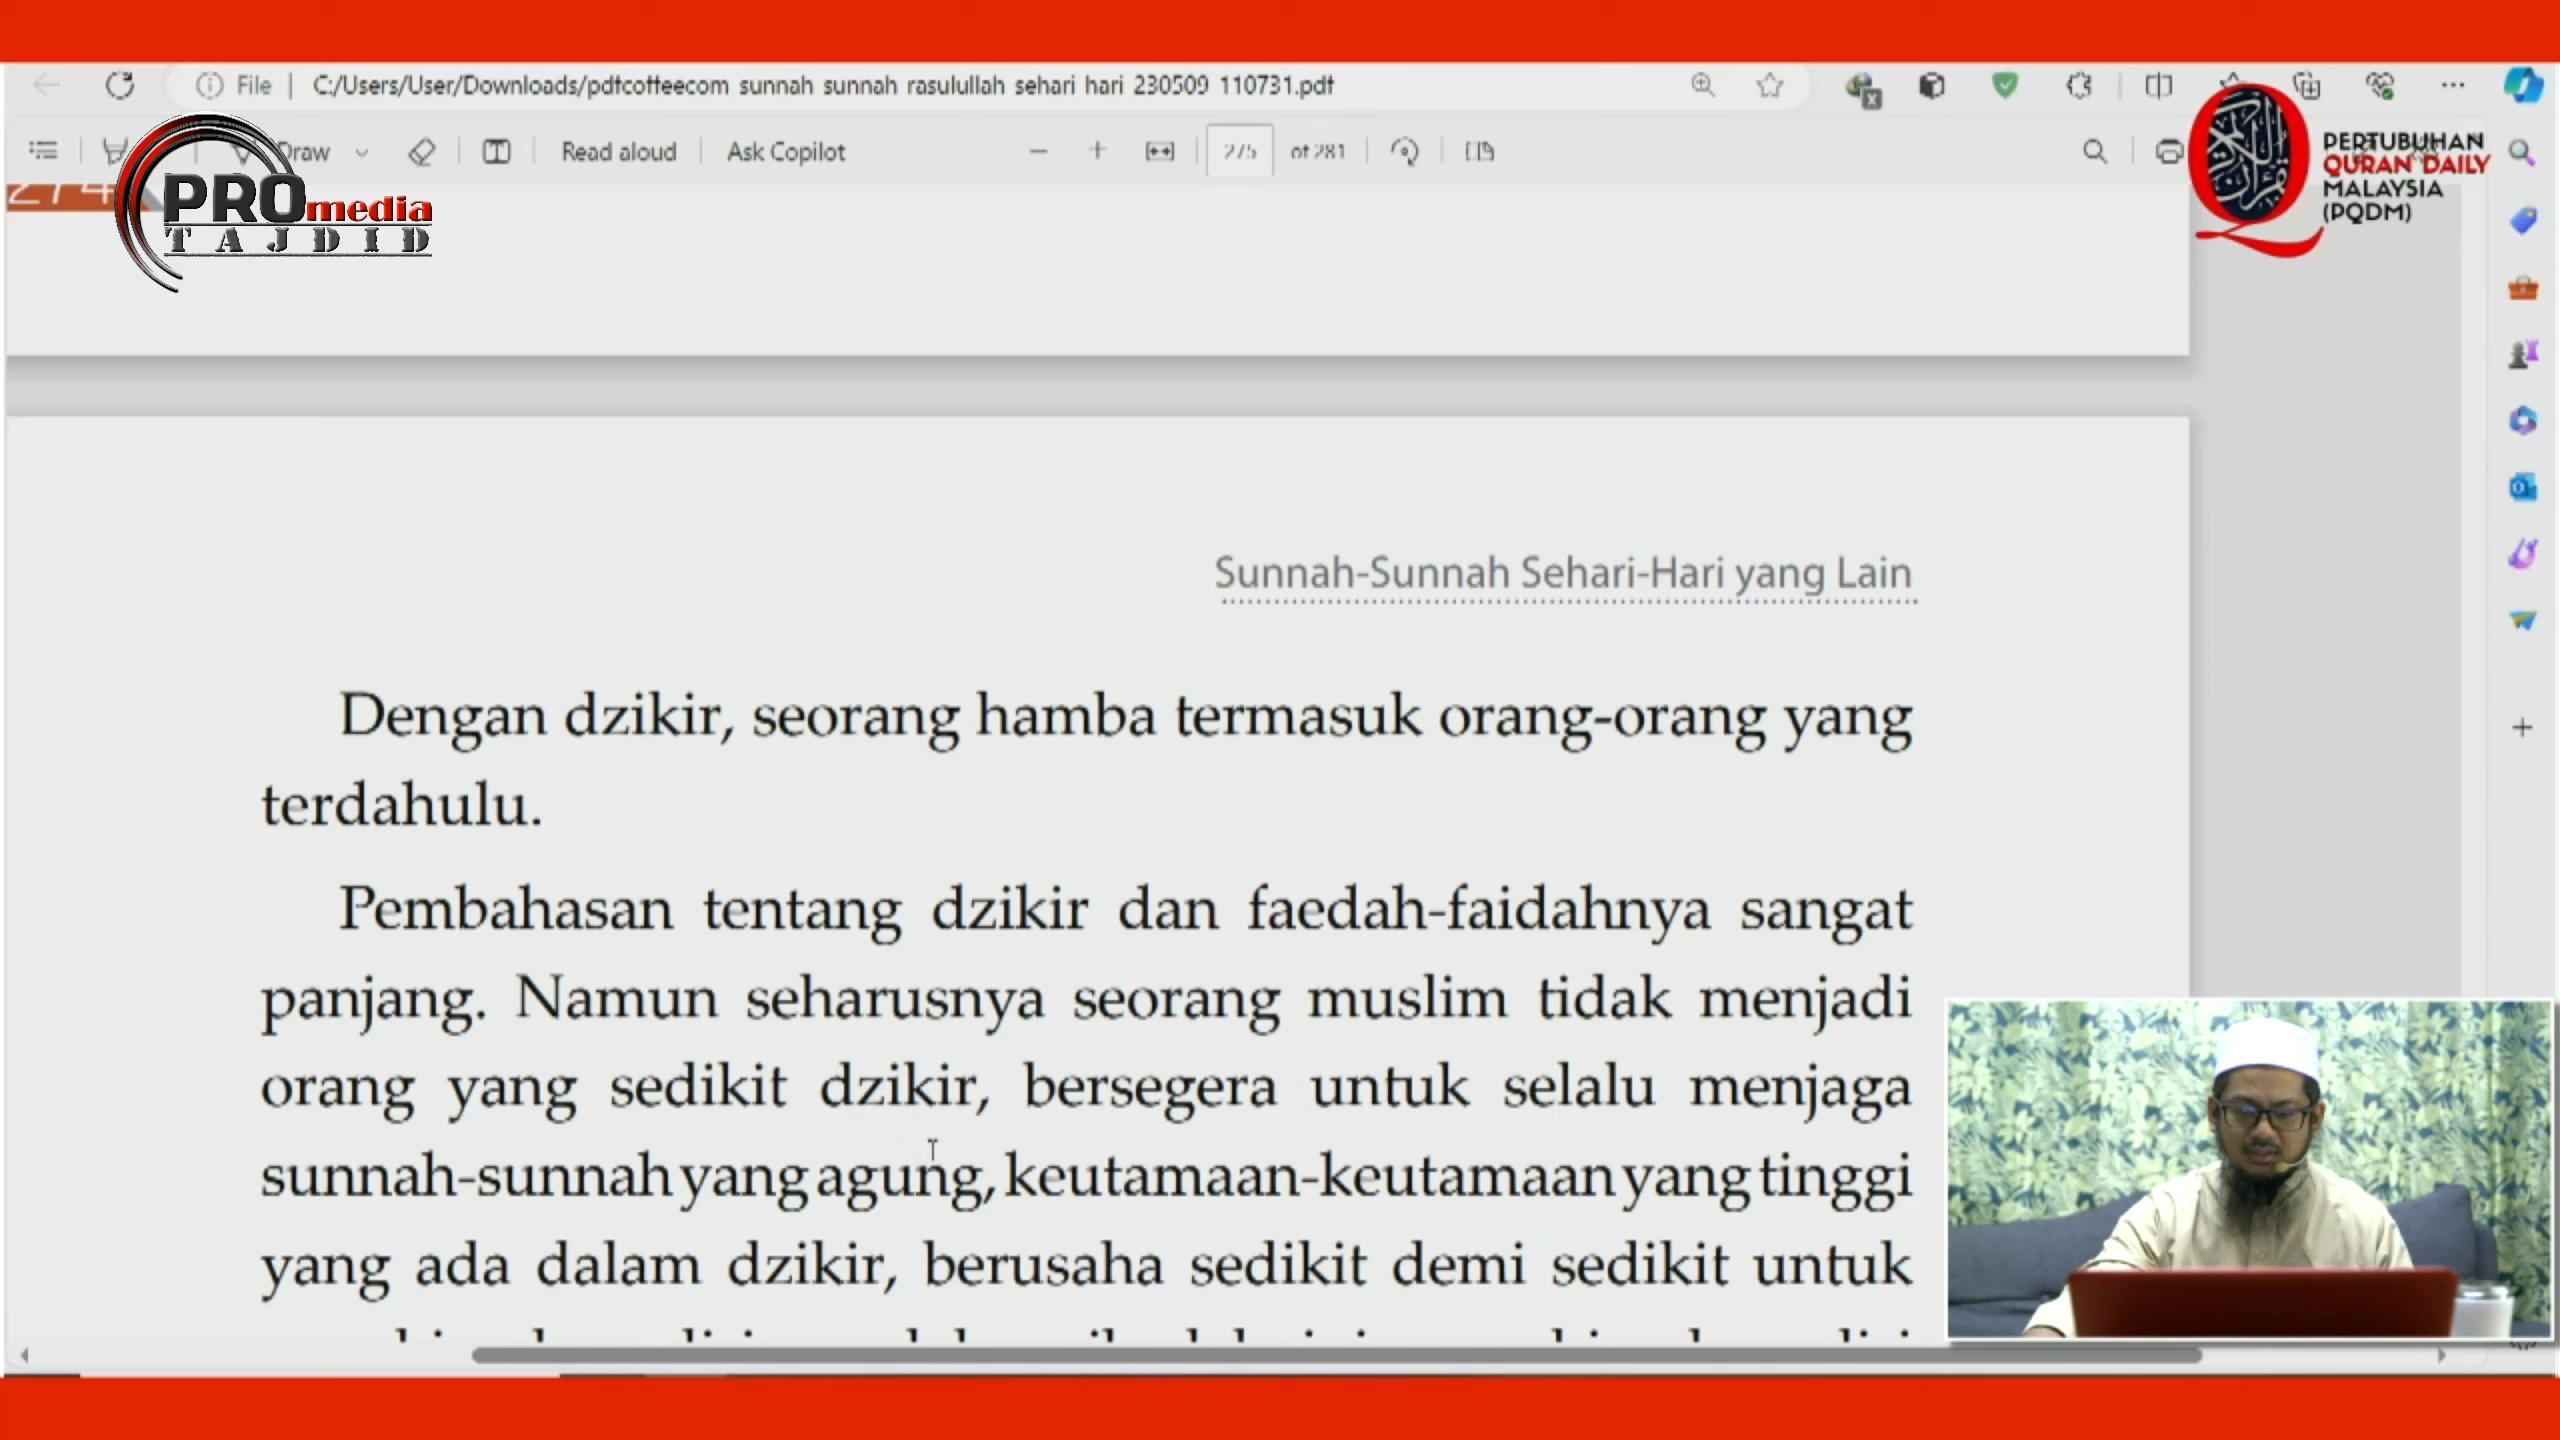 File | C:/Users/User/Downloads/pdfcoffeecom sunnah sunnah rasulullah sehari hari 230509 110731.pdf
Draw Read aloud Ask Copilot 275 of 281
274
PROmedia
TAJDID
PERTUBUHAN
QURAN DAILY
MALAYSIA
(PQDM)
Sunnah-Sunnah Sehari-Hari yang Lain
Dengan dzikir, seorang hamba termasuk orang-orang yang
terdahulu.
Pembahasan tentang dzikir dan faedah-faidahnya sangat
panjang. Namun seharusnya seorang muslim tidak menjadi
orang yang sedikit dzikir, bersegera untuk selalu menjaga
sunnah-sunnah yang agung, keutamaan-keutamaan yang tinggi
yang ada dalam dzikir, berusaha sedikit demi sedikit untuk